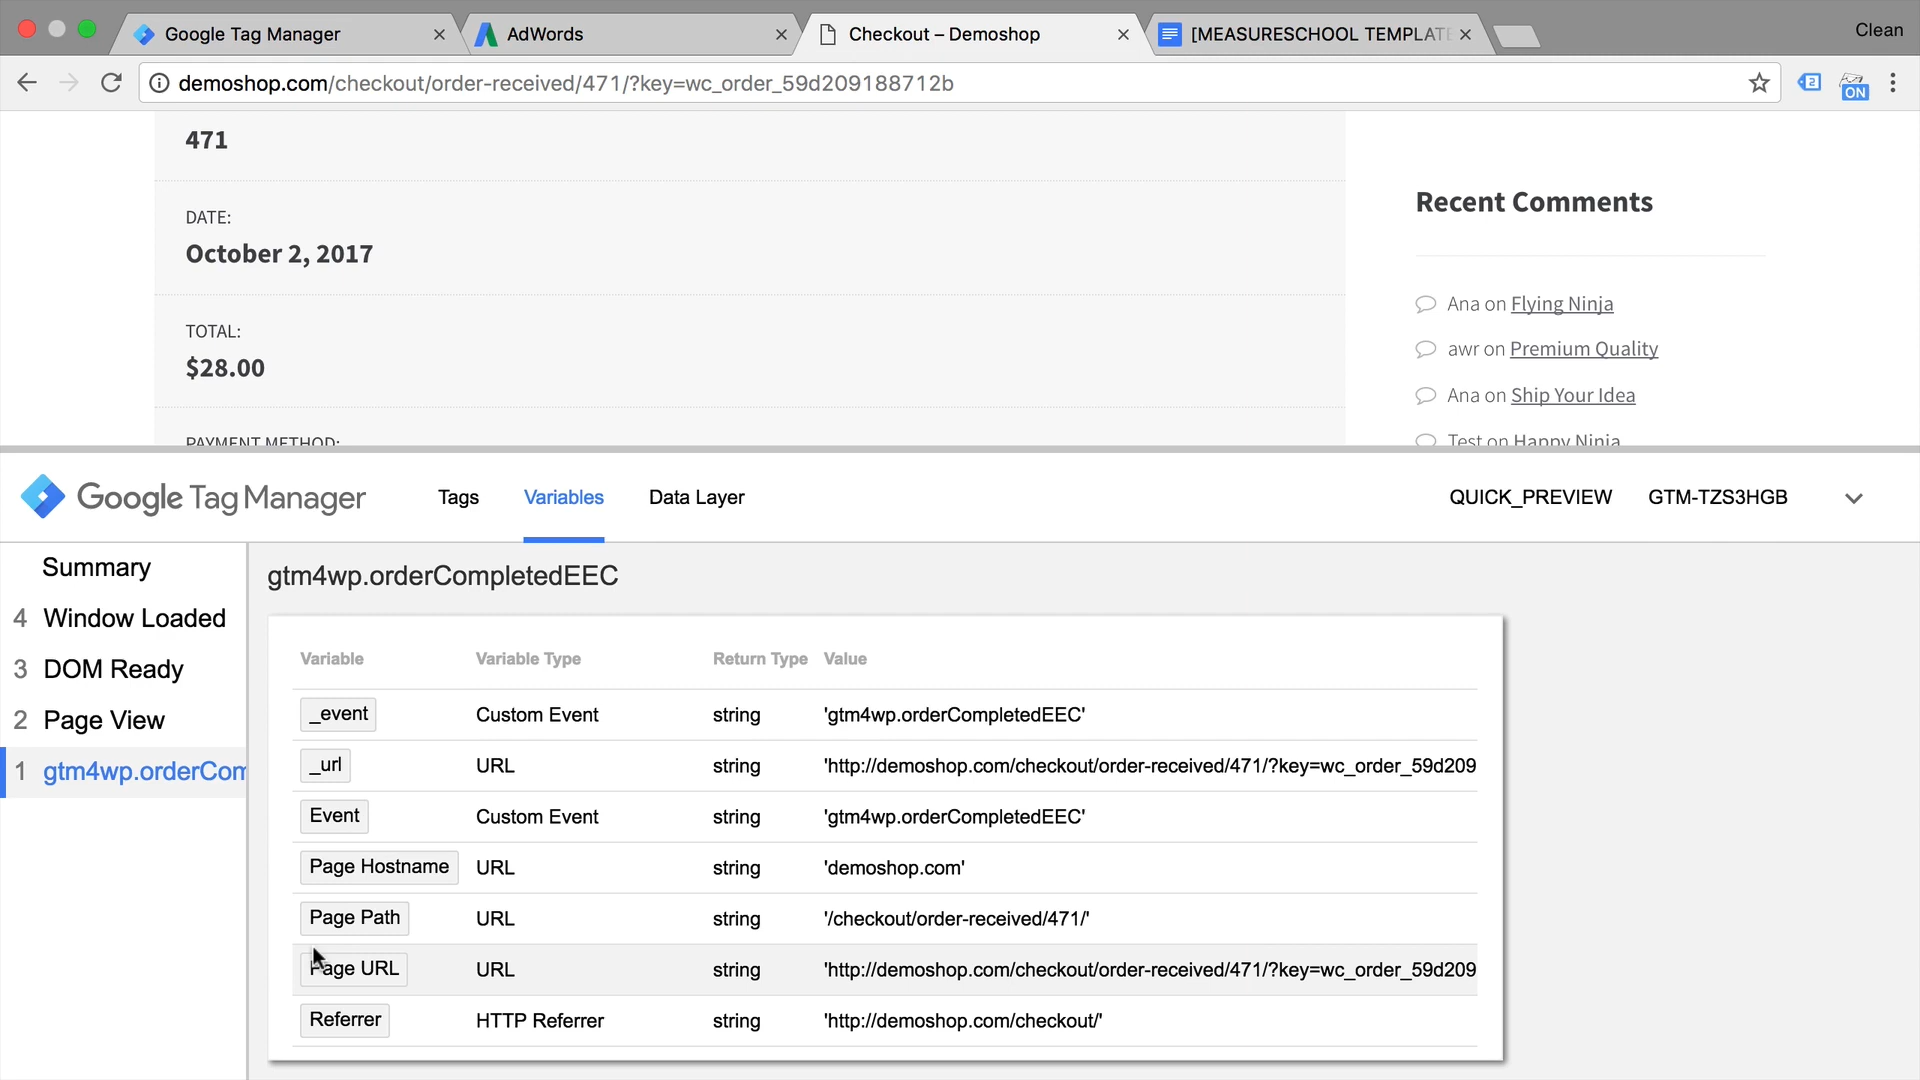 Google Tag Manager
AdWords
Checkout – Demoshop
[MEASURESCHOOL TEMPLATE
Clean
demoshop.com/checkout/order-received/471/?key=wc_order_59d209188712b
2
ON
471
DATE:
October 2, 2017
TOTAL:
$28.00
PAYMENT METHOD:
Recent Comments
Ana on Flying Ninja
awr on Premium Quality
Ana on Ship Your Idea
Test on Happy Ninja
Google Tag Manager
Tags
Variables
Data Layer
QUICK_PREVIEW
GTM-TZS3HGB
Summary
4 Window Loaded
3 DOM Ready
2 Page View
1 gtm4wp.orderCom
gtm4wp.orderCompletedEEC
Variable Variable Type Return Type Value
_event Custom Event string 'gtm4wp.orderCompletedEEC'
_url URL string 'http://demoshop.com/checkout/order-received/471/?key=wc_order_59d209
Event Custom Event string 'gtm4wp.orderCompletedEEC'
Page Hostname URL string 'demoshop.com'
Page Path URL string '/checkout/order-received/471/'
Page URL URL string 'http://demoshop.com/checkout/order-received/471/?key=wc_order_59d209
Referrer HTTP Referrer string 'http://demoshop.com/checkout/'